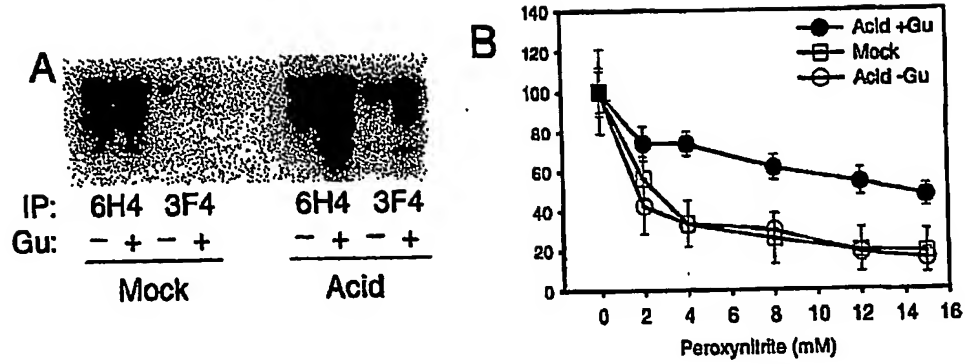 A
IP: 6H4 3F4 6H4 3F4
Gu: – + – + – + – +
Mock Acid
B
140
120
100
80
60
40
20
0
0 2 4 6 8 10 12 14 16
Peroxynitrite (mM)
Acid +Gu
Mock
Acid -Gu